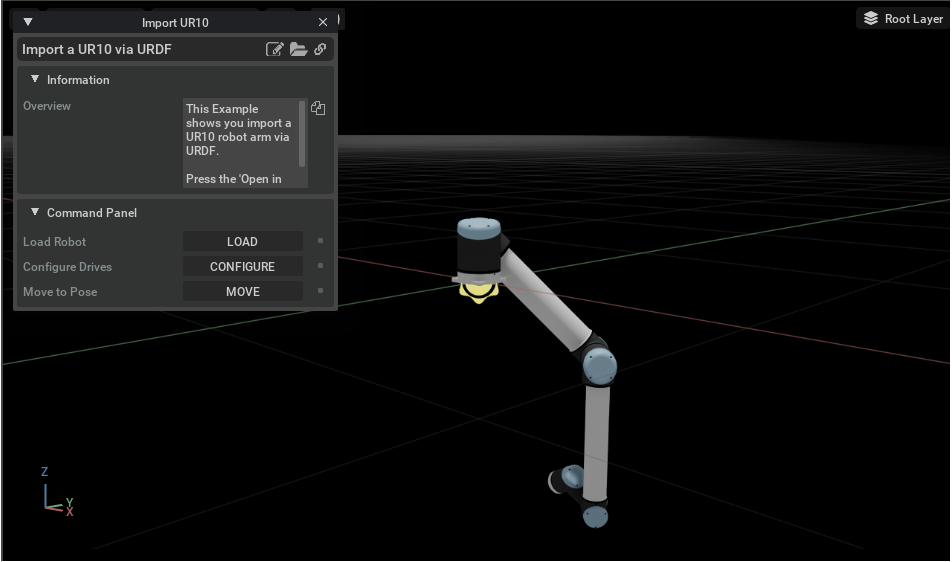 Import UR10
Root Layer
Import a UR10 via URDF
Information
Overview
This Example
shows you import a
UR10 robot arm via
URDF.
Press the 'Open in
Command Panel
Load Robot
LOAD
Configure Drives
CONFIGURE
Move to Pose
MOVE
Z
Y
X